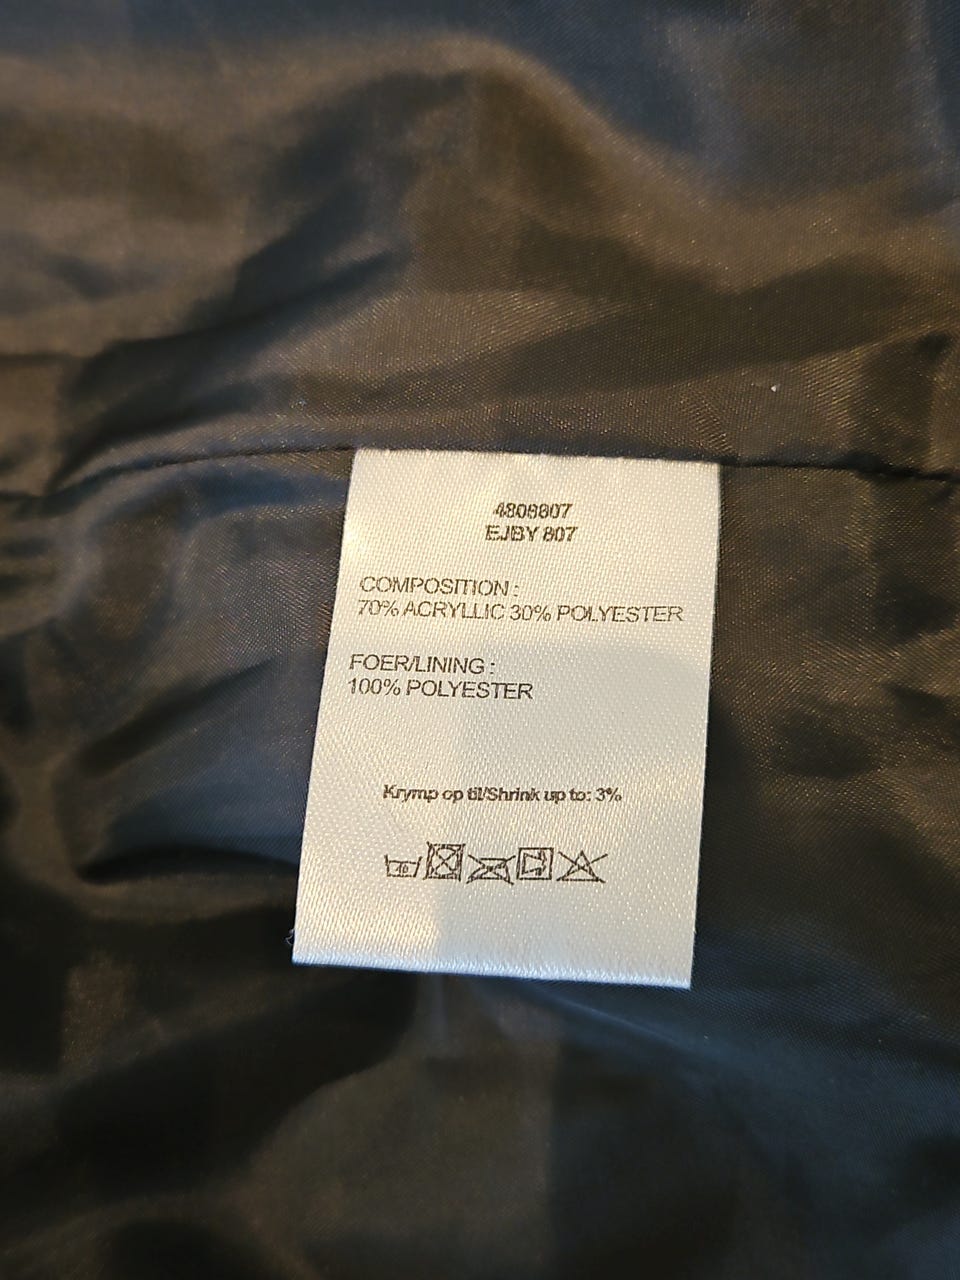 4808807
EJBY 807
COMPOSITION :
70% ACRYLLIC 30% POLYESTER
FOER/LINING :
100% POLYESTER
Krymp op til/Shrink up to: 3%